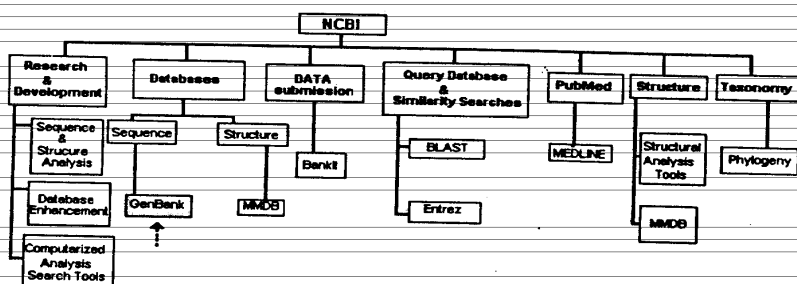 NCBI
Research
&
Development
Databases
DATA
submission
Query Database
&
Similarity Searches
PubMed
Structure
Taxonomy
Sequence
&
Strucure
Analysis
Sequence
Structure
Bankit
BLAST
MEDLINE
Structural
Analysis
Tools
Phylogeny
Database
Enhancement
GenBank
MMDB
Entrez
MMDB
Computarized
Analysis
Search Tools